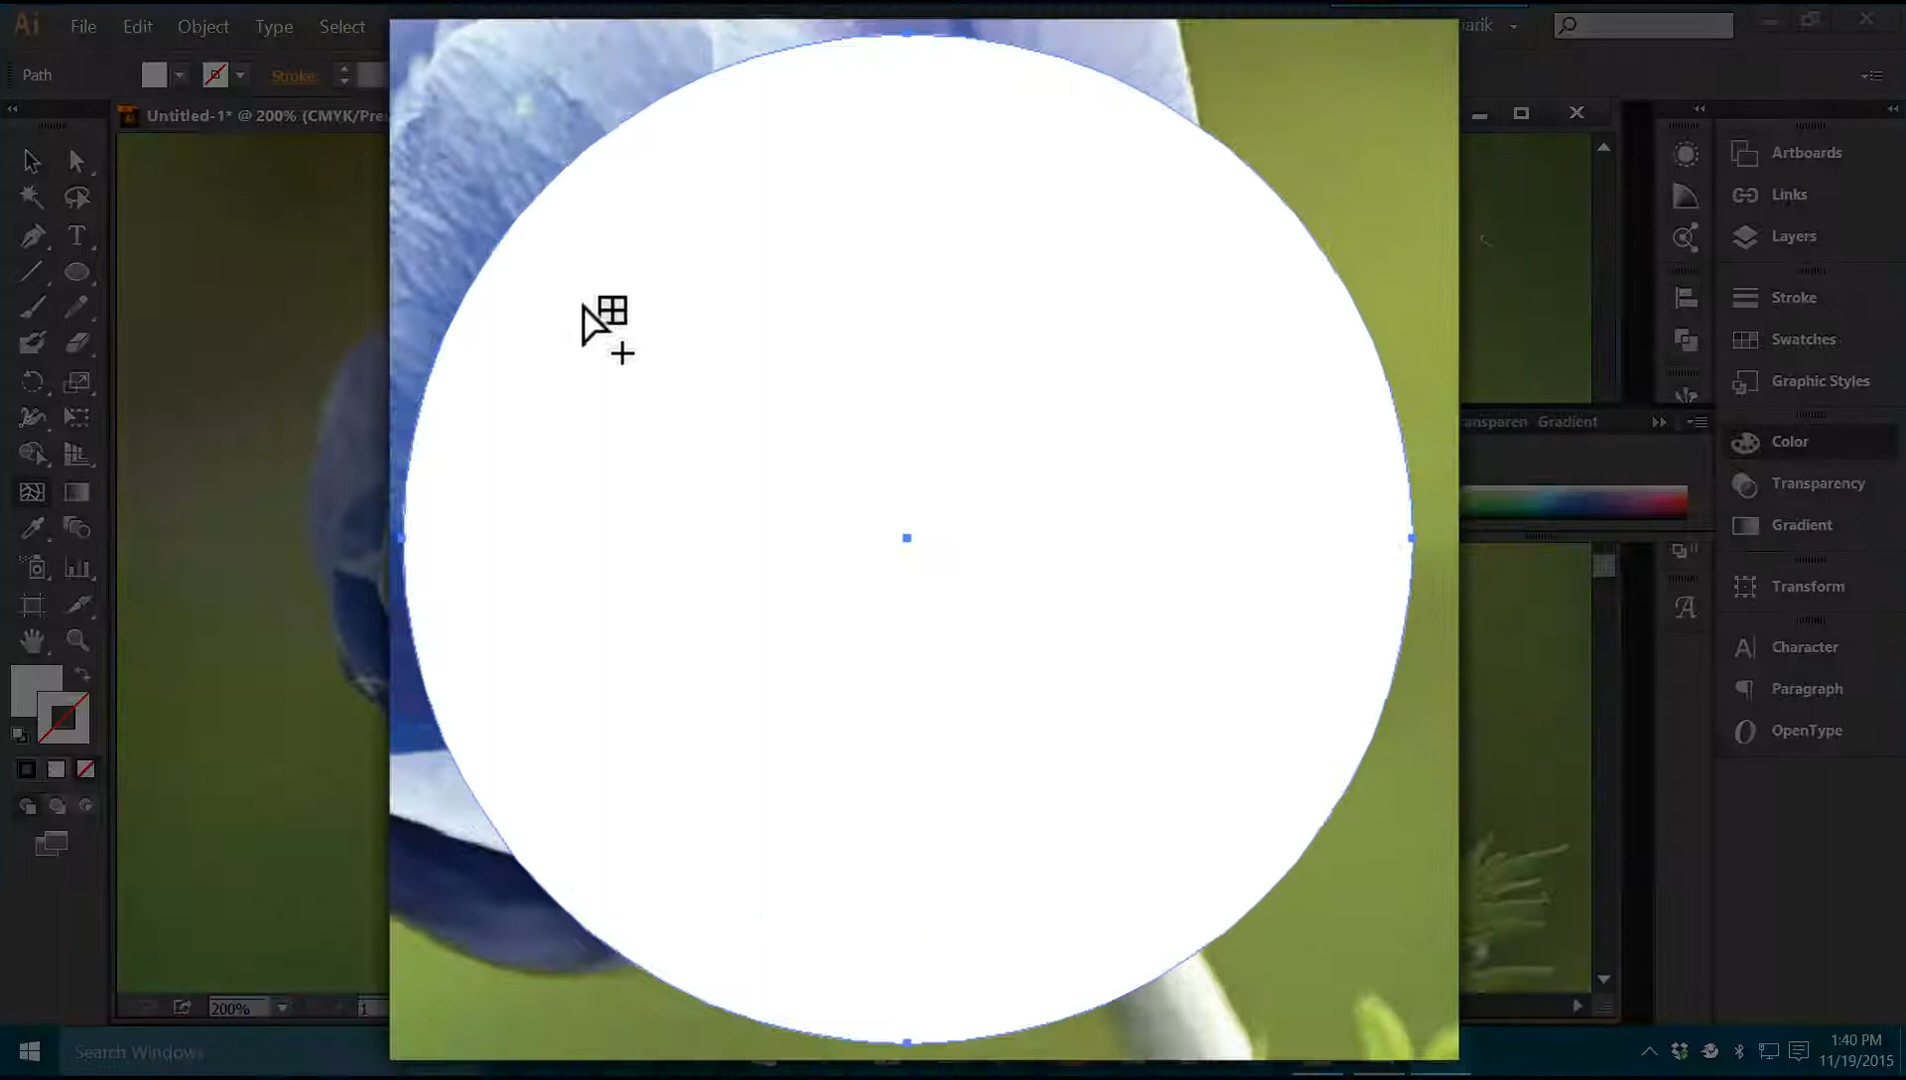 Ai File Edit Object Type Select
arik
Path Stroke:
Untitled-1* @ 200% (CMYK/Pre
T
Artboards
Links
Layers
Stroke
Swatches
Graphic Styles
ansparen Gradient
Color
Transparency
Gradient
Transform
A
A Character
Paragraph
O OpenType
200% 1
Search Windows
1:40 PM
11/19/2015